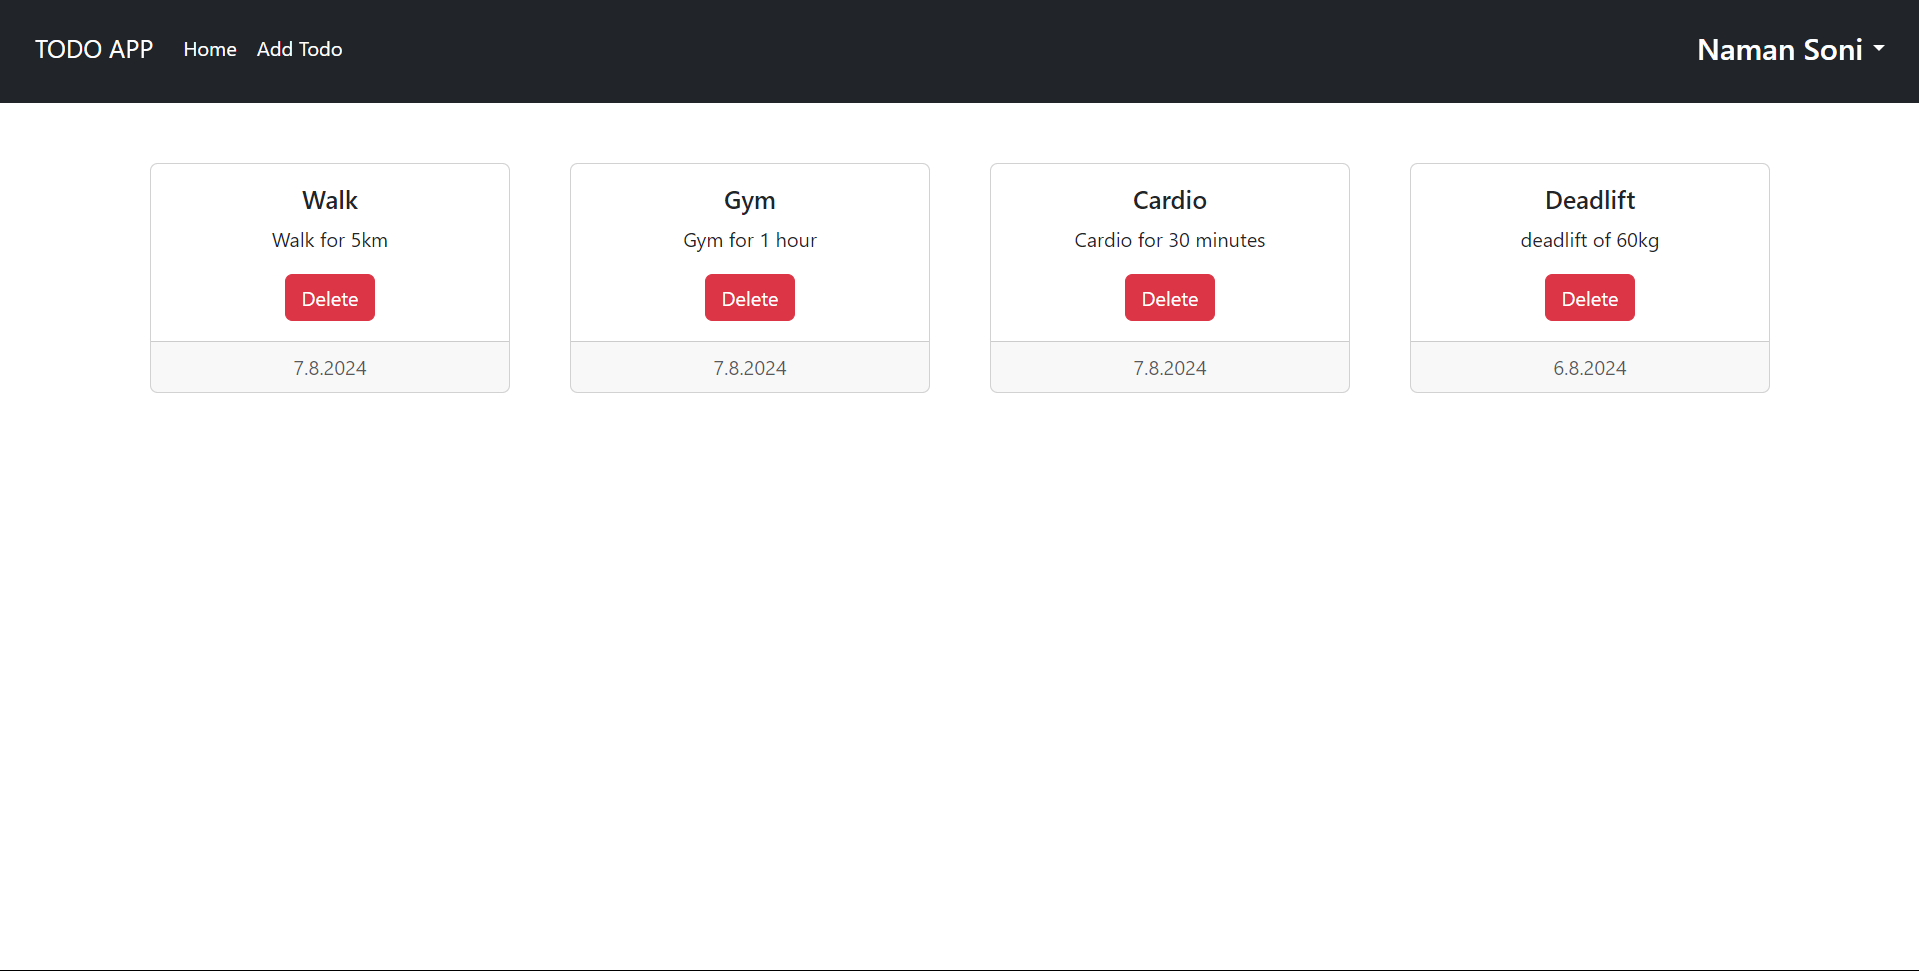 TODO APP Home Add Todo Naman Soni
Walk
Walk for 5km
Delete
7.8.2024
Gym
Gym for 1 hour
Delete
7.8.2024
Cardio
Cardio for 30 minutes
Delete
7.8.2024
Deadlift
deadlift of 60kg
Delete
6.8.2024